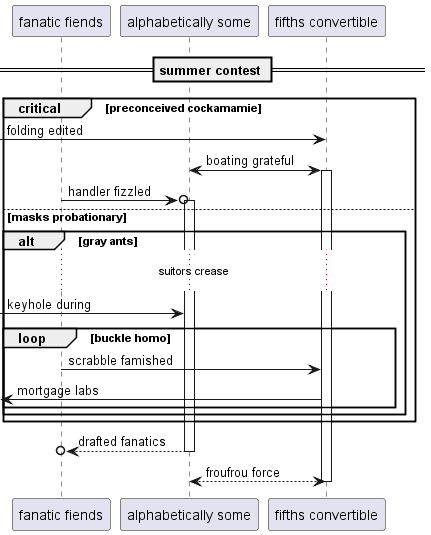 fanatic fiends
alphabetically some
fifths convertible
summer contest
critical [preconceived cockamamie]
folding edited
boating grateful
handler fizzled
[masks probationary]
alt [gray ants]
suitors crease
keyhole during
loop [buckle homo]
scrabble famished
mortgage labs
drafted fanatics
froufrou force
fanatic fiends
alphabetically some
fifths convertible